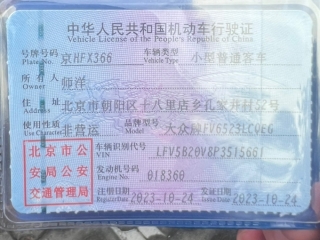 中华人民共和国机动车行驶证
Vehicle License of the People's Republic of China
号牌号码 京HFX366 车辆类型 小型普通客车
Plate No. Vehicle Type
所有人 师洋
Owner
住址 北京市朝阳区十八里店乡孔家井村52号
Address
使用性质 非营运 品牌型号 大众牌FV6523LCQEG
Use Character
北京市公 车辆识别代号 LFV5B20V8P3515661
VIN
安局公安 发动机号码 018360
Engine No.
交通管理局 注册日期 2023-10-24 发证日期 2023-10-24
Register Date Issue Date